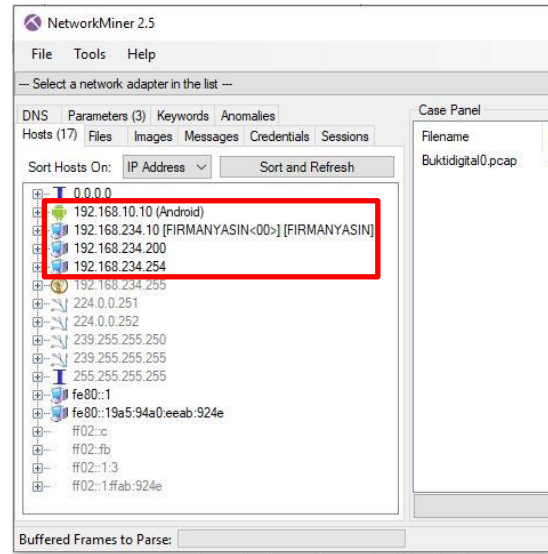 NetworkMiner 2.5
File Tools Help
--- Select a network adapter in the list ---
DNS Parameters (3) Keywords Anomalies
Hosts (17) Files Images Messages Credentials Sessions
Sort Hosts On: IP Address Sort and Refresh
0.0.0.0
192.168.10.10 (Android)
192.168.234.10 [FIRMANYASIN<00>] [FIRMANYASIN]
192.168.234.200
192.168.234.254
192.168.234.255
224.0.0.251
224.0.0.252
239.255.255.250
239.255.255.255
255.255.255.255
fe80::1
fe80::19a5:94a0:eeab:924e
ff02::c
ff02::fb
ff02::1:3
ff02::1:ffab:924e
Case Panel
Filename
Buktidigital0.pcap
Buffered Frames to Parse: